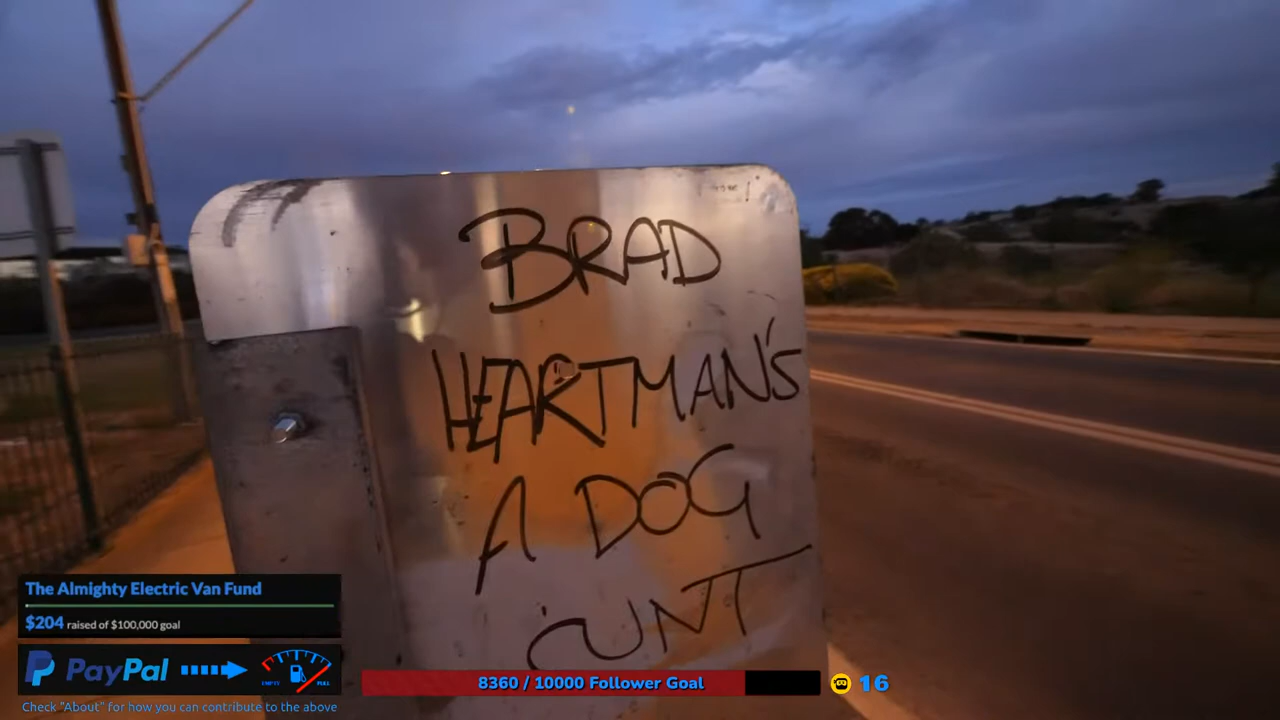 BRAD
HEARTMAN'S
A DOG
CUNT
The Almighty Electric Van Fund
$204 raised of $100,000 goal
PayPal
EMPTY
FULL
Check "About" for how you can contribute to the above
8360 / 10000 Follower Goal
16